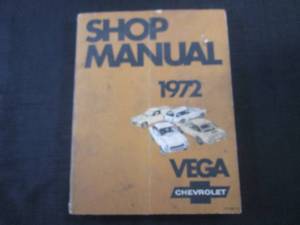 SHOP
MANUAL
1972
VEGA
CHEVROLET